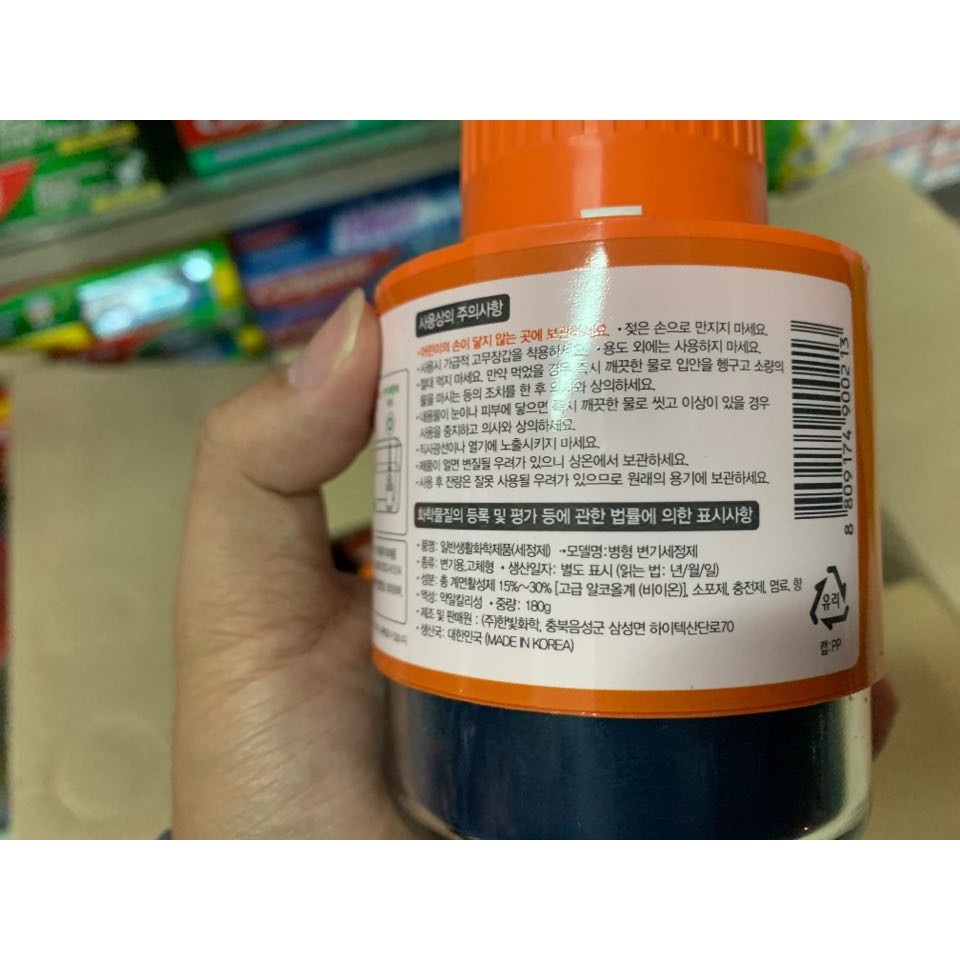 사용상의 주의사항
• 어린이의 손이 닿지 않는 곳에 보관하세요. • 젖은 손으로 만지지 마세요.
• 사용시 가급적 고무장갑을 착용하세요. • 용도 외에는 사용하지 마세요.
• 절대 먹지 마세요. 만약 먹었을 경우 즉시 깨끗한 물로 입안을 헹구고 소량의
물을 마시는 등의 조치를 한 후 의사와 상의하세요.
• 내용물이 눈이나 피부에 닿으면 즉시 깨끗한 물로 씻고 이상이 있을 경우
사용을 중지하고 의사와 상의하세요.
• 직사광선이나 열기에 노출시키지 마세요.
• 제품이 얼면 변질될 우려가 있으니 상온에서 보관하세요.
• 사용 후 잔량은 잘못 사용될 우려가 있으므로 원래의 용기에 보관하세요.
화학물질의 등록 및 평가 등에 관한 법률에 의한 표시사항
• 품명: 일반생활화학제품(세정제) • 모델명: 병형 변기세정제
• 종류: 변기용,고체형 • 생산일자: 별도 표시 (읽는 법: 년/월/일)
• 성분: 총 계면활성제 15%~30% [고급 알코올계 (비이온)], 소포제, 충전제, 염료, 향
• 액성: 약알칼리성 • 중량: 180g
• 제조 및 판매원 : (주)한빛화학, 충북음성군 삼성면 하이텍산단로70
• 생산국: 대한민국 (MADE IN KOREA)
8 809174 900213
유리
캡:PP